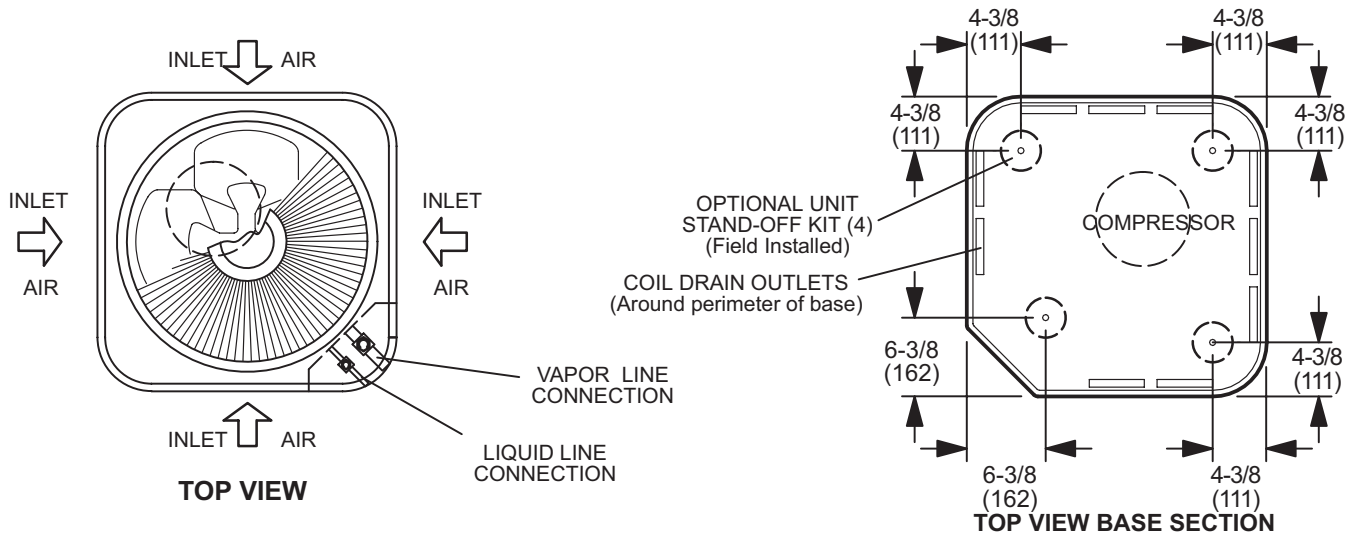 INLET AIR
INLET
AIR
INLET
AIR
INLET AIR
VAPOR LINE
CONNECTION
LIQUID LINE
CONNECTION
TOP VIEW
4-3/8
(111)
4-3/8
(111)
4-3/8
(111)
4-3/8
(111)
OPTIONAL UNIT
STAND-OFF KIT (4)
(Field Installed)
COMPRESSOR
COIL DRAIN OUTLETS
(Around perimeter of base)
6-3/8
(162)
4-3/8
(111)
6-3/8
(162)
4-3/8
(111)
TOP VIEW BASE SECTION